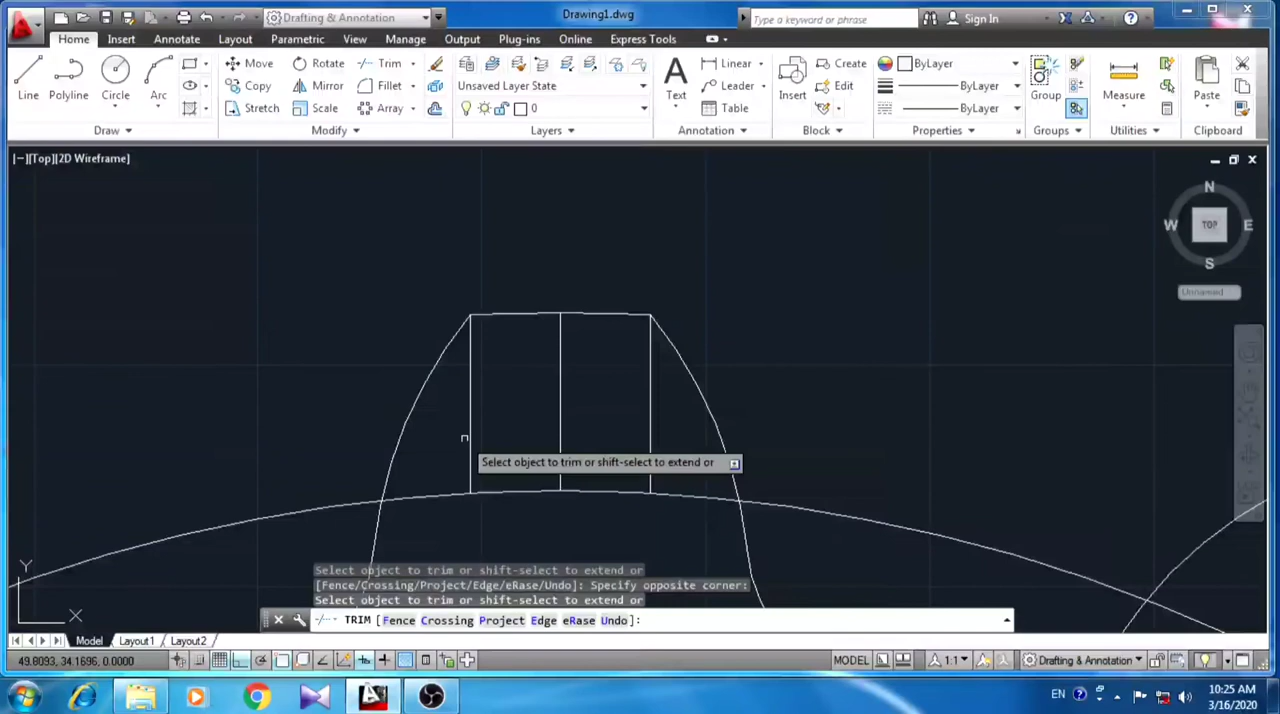 Drafting & Annotation
Drawing1.dwg
Type a keyword or phrase
Sign In
Home Insert Annotate Layout Parametric View Manage Output Plug-ins Online Express Tools
Move Rotate Trim Linear Create ByLayer
Copy Mirror Fillet Unsaved Layer State Leader Edit ByLayer
Line Polyline Circle Arc Text Insert Group Measure Paste
Stretch Scale Array 0 Table ByLayer
Draw Modify Layers Annotation Block Properties Groups Utilities Clipboard
[−][Top][2D Wireframe]
N
W TOP E
S
Unnamed
Select object to trim or shift-select to extend or
Y
X
Select object to trim or shift-select to extend or
[Fence/Crossing/Project/Edge/eRase/Undo]: Specify opposite corner:
Select object to trim or shift-select to extend or
TRIM [Fence Crossing Project Edge eRase Undo]:
Model Layout1 Layout2
49.8093, 34.1696, 0.0000
MODEL
1:1
Drafting & Annotation
EN
10:25 AM
3/16/2020